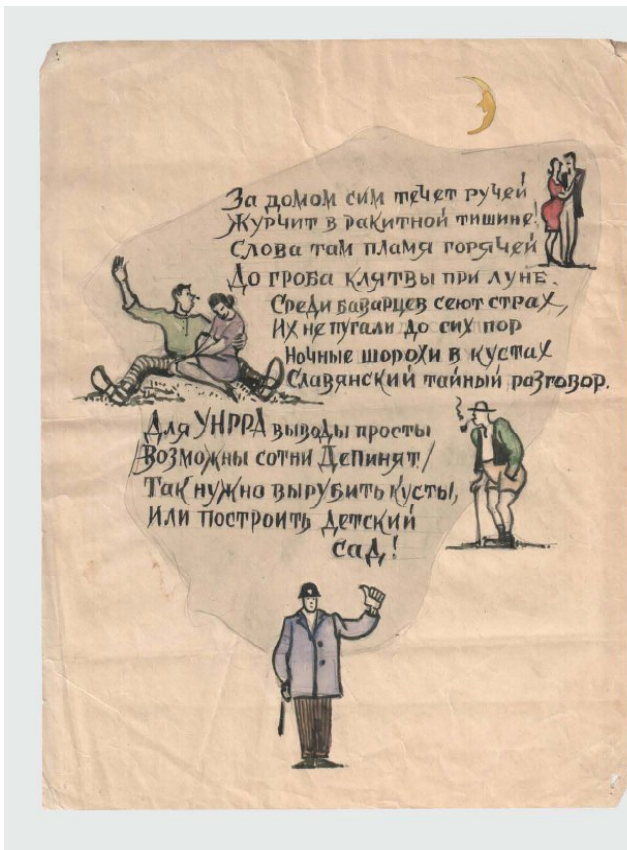 За домом сим течет ручей
Журчит в ракитной тишине!
Слова там пламя горячей
До гроба клятвы при луне.
Среди баварцев сеют страх,
Их не пугали до сих пор
Ночные шорохи в кустах
Славянский тайный разговор.
Для УНРРА выводы просты
Возможны сотни Депинят!
Так нужно вырубить кусты,
Или построить детский
сад!